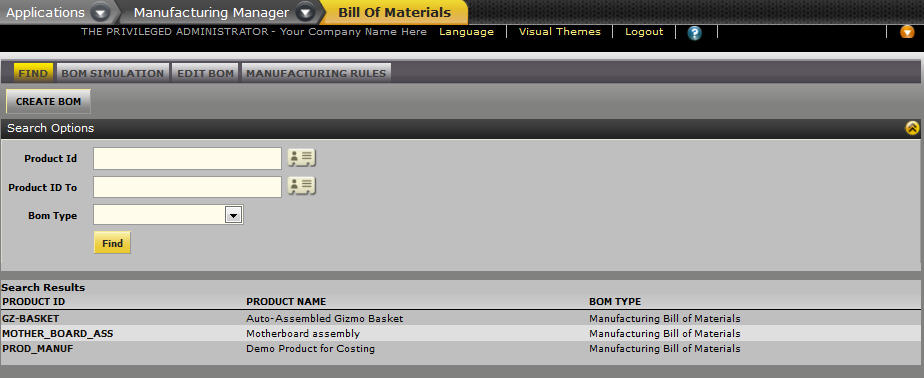 Applications Manufacturing Manager Bill Of Materials
THE PRIVILEGED ADMINISTRATOR - Your Company Name Here Language Visual Themes Logout ?
FIND BOM SIMULATION EDIT BOM MANUFACTURING RULES
CREATE BOM
Search Options
Product Id
Product ID To
Bom Type
Find
Search Results
PRODUCT ID PRODUCT NAME BOM TYPE
GZ-BASKET Auto-Assembled Gizmo Basket Manufacturing Bill of Materials
MOTHER_BOARD_ASS Motherboard assembly Manufacturing Bill of Materials
PROD_MANUF Demo Product for Costing Manufacturing Bill of Materials